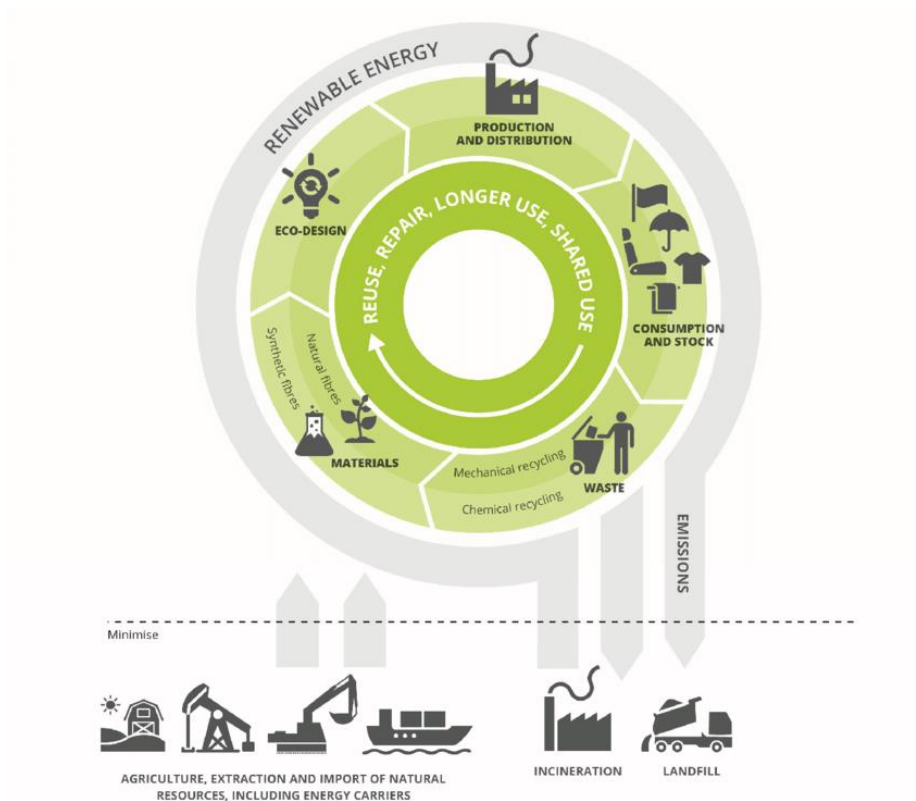 RENEWABLE ENERGY
PRODUCTION
AND DISTRIBUTION
ECO-DESIGN
REUSE, REPAIR, LONGER USE, SHARED USE
CONSUMPTION
AND STOCK
Synthetic fibres
Natural fibres
MATERIALS
Mechanical recycling
Chemical recycling
WASTE
EMISSIONS
Minimise
AGRICULTURE, EXTRACTION AND IMPORT OF NATURAL
RESOURCES, INCLUDING ENERGY CARRIERS
INCINERATION
LANDFILL